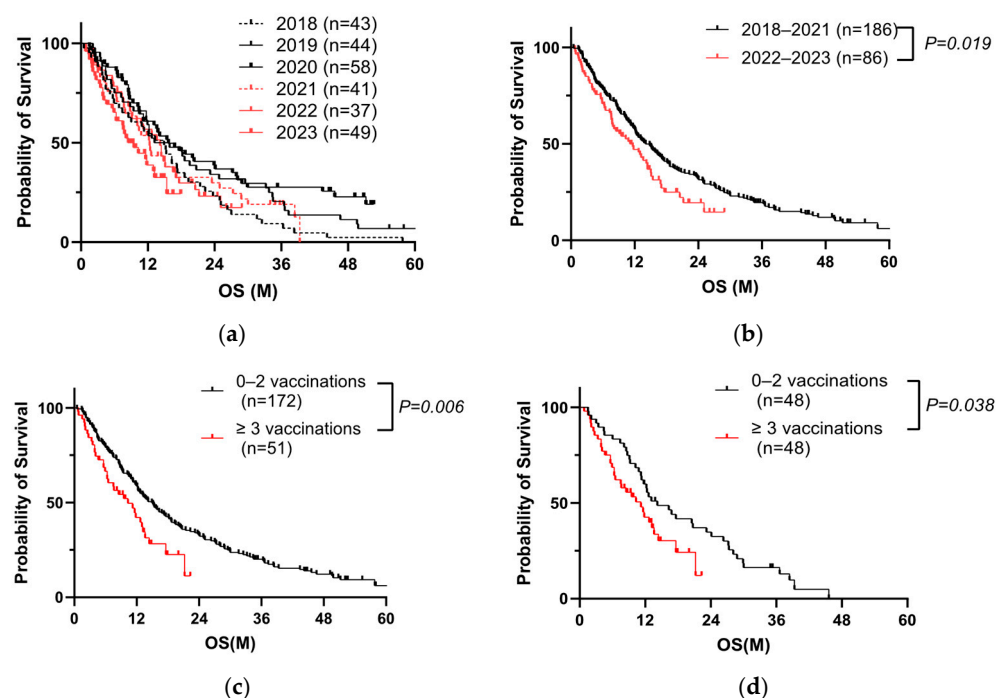 2018 (n=43)
2019 (n=44)
2020 (n=58)
2021 (n=41)
2022 (n=37)
2023 (n=49)
Probability of Survival
100
50
0
0 12 24 36 48 60
OS (M)
(a)
2018–2021 (n=186)
2022–2023 (n=86)
P=0.019
Probability of Survival
100
50
0
0 12 24 36 48 60
OS (M)
(b)
0–2 vaccinations
(n=172)
≥ 3 vaccinations
(n=51)
P=0.006
Probability of Survival
100
50
0
0 12 24 36 48 60
OS(M)
(c)
0–2 vaccinations
(n=48)
≥ 3 vaccinations
(n=48)
P=0.038
Probability of Survival
100
50
0
0 12 24 36 48 60
OS(M)
(d)